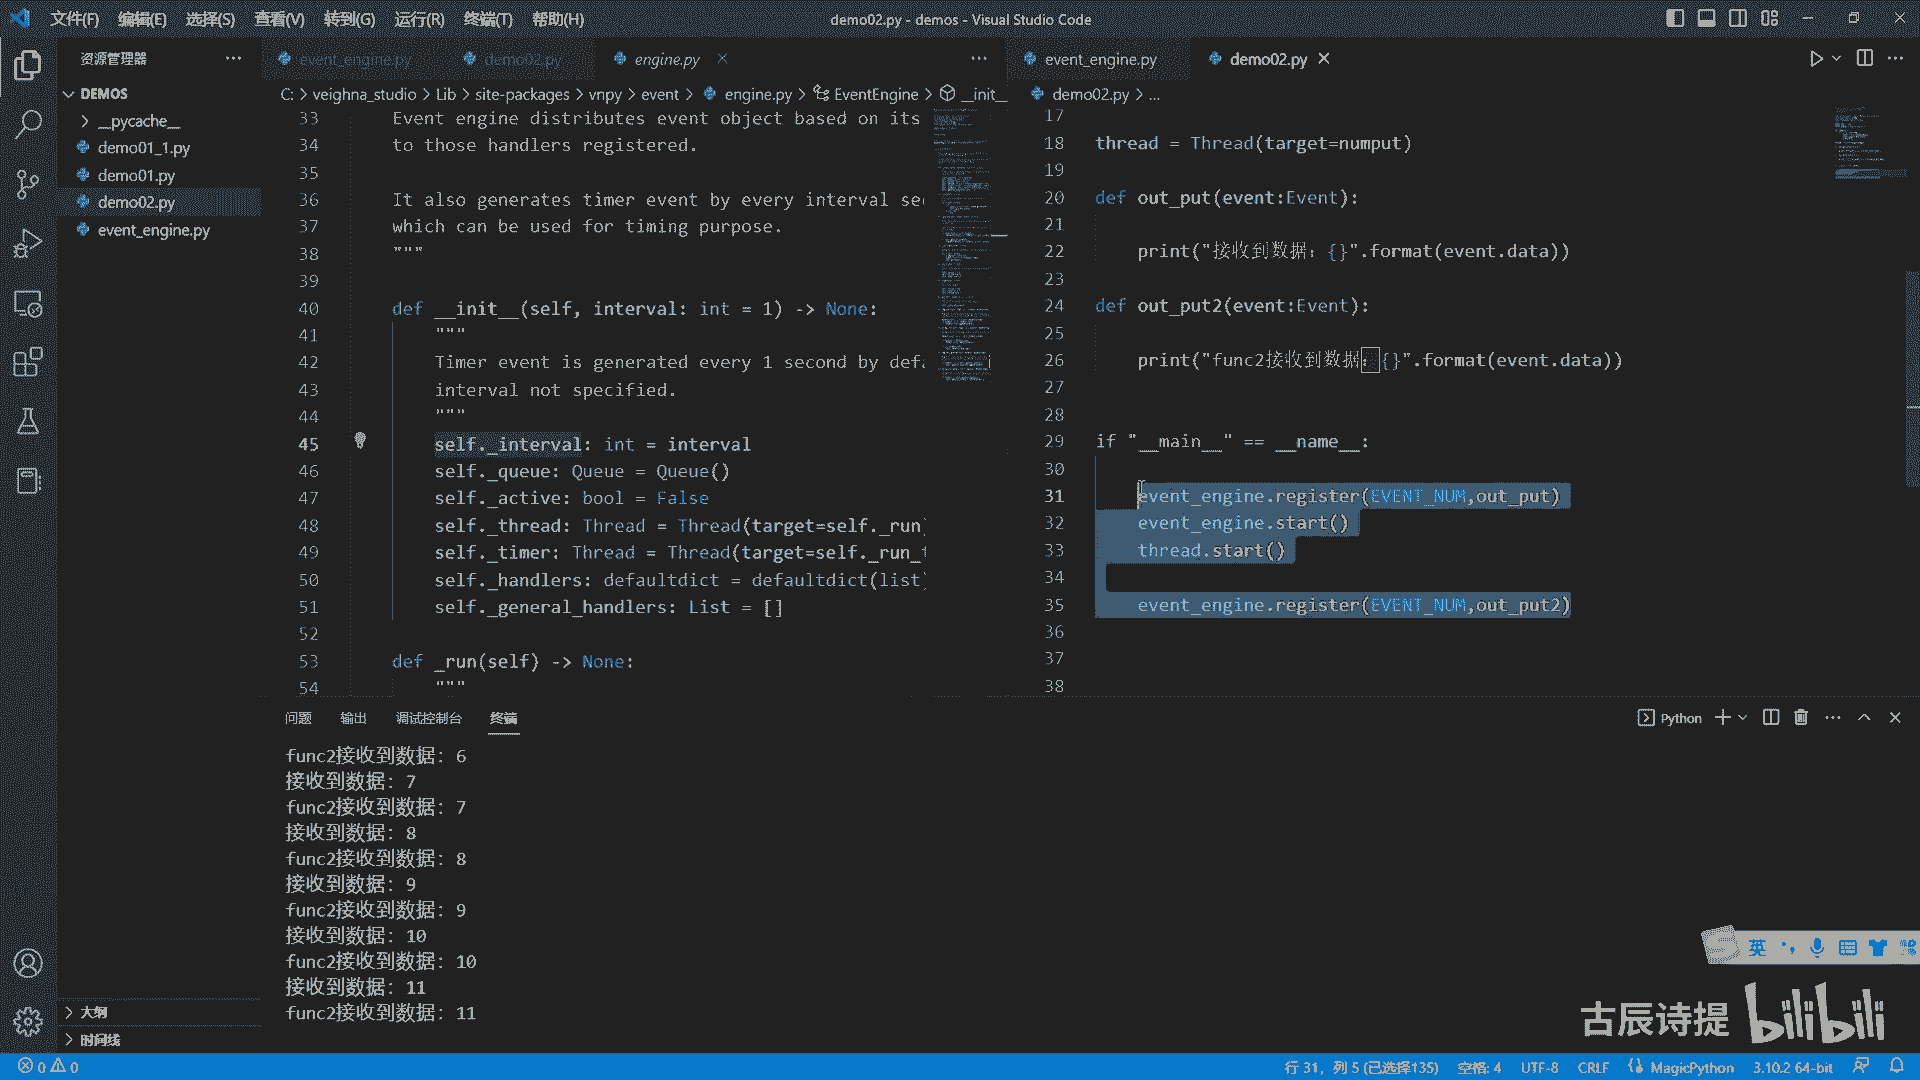 文件(F) 编辑(E) 选择(S) 查看(V) 转到(G) 运行(R) 终端(T) 帮助(H) demo02.py - demos - Visual Studio Code
资源管理器 ...
DEMOS
__pycache__
demo01_1.py
demo01.py
demo02.py
event_engine.py
大纲
时间线
event_engine.py demo02.py engine.py
C: > veighna_studio > Lib > site-packages > vnpy > event > engine.py > EventEngine > __init__
33 Event engine distributes event object based on its
34 to those handlers registered.
35
36 It also generates timer event by every interval sec
37 which can be used for timing purpose.
38 """
39
40 def __init__(self, interval: int = 1) -> None:
41 """
42 Timer event is generated every 1 second by defa
43 interval not specified.
44 """
45 self._interval: int = interval
46 self._queue: Queue = Queue()
47 self._active: bool = False
48 self._thread: Thread = Thread(target=self._run)
49 self._timer: Thread = Thread(target=self._run_t
50 self._handlers: defaultdict = defaultdict(list)
51 self._general_handlers: List = []
52
53 def _run(self) -> None:
54 """
event_engine.py demo02.py
demo02.py > ...
17
18 thread = Thread(target=numput)
19
20 def out_put(event:Event):
21
22 print("接收到数据：{}".format(event.data))
23
24 def out_put2(event:Event):
25
26 print("func2接收到数据：{}".format(event.data))
27
28
29 if "__main__" == __name__:
30
31 event_engine.register(EVENT_NUM,out_put)
32 event_engine.start()
33 thread.start()
34
35 event_engine.register(EVENT_NUM,out_put2)
36
37
38
问题 输出 调试控制台 终端 Python
func2接收到数据：6
接收到数据：7
func2接收到数据：7
接收到数据：8
func2接收到数据：8
接收到数据：9
func2接收到数据：9
接收到数据：10
func2接收到数据：10
接收到数据：11
func2接收到数据：11
英
古辰诗提 bilibili
0 0 行 31，列 5 (已选择135) 空格: 4 UTF-8 CRLF MagicPython 3.10.2 64-bit